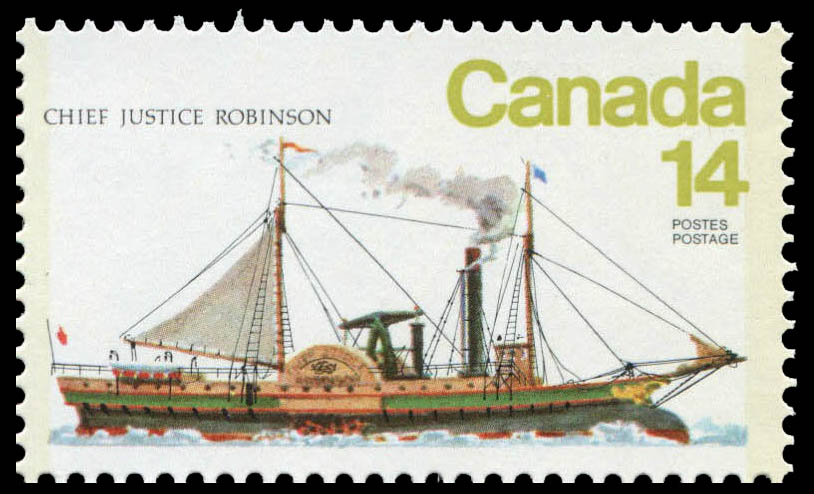 CHIEF JUSTICE ROBINSON
Canada
14
POSTES
POSTAGE